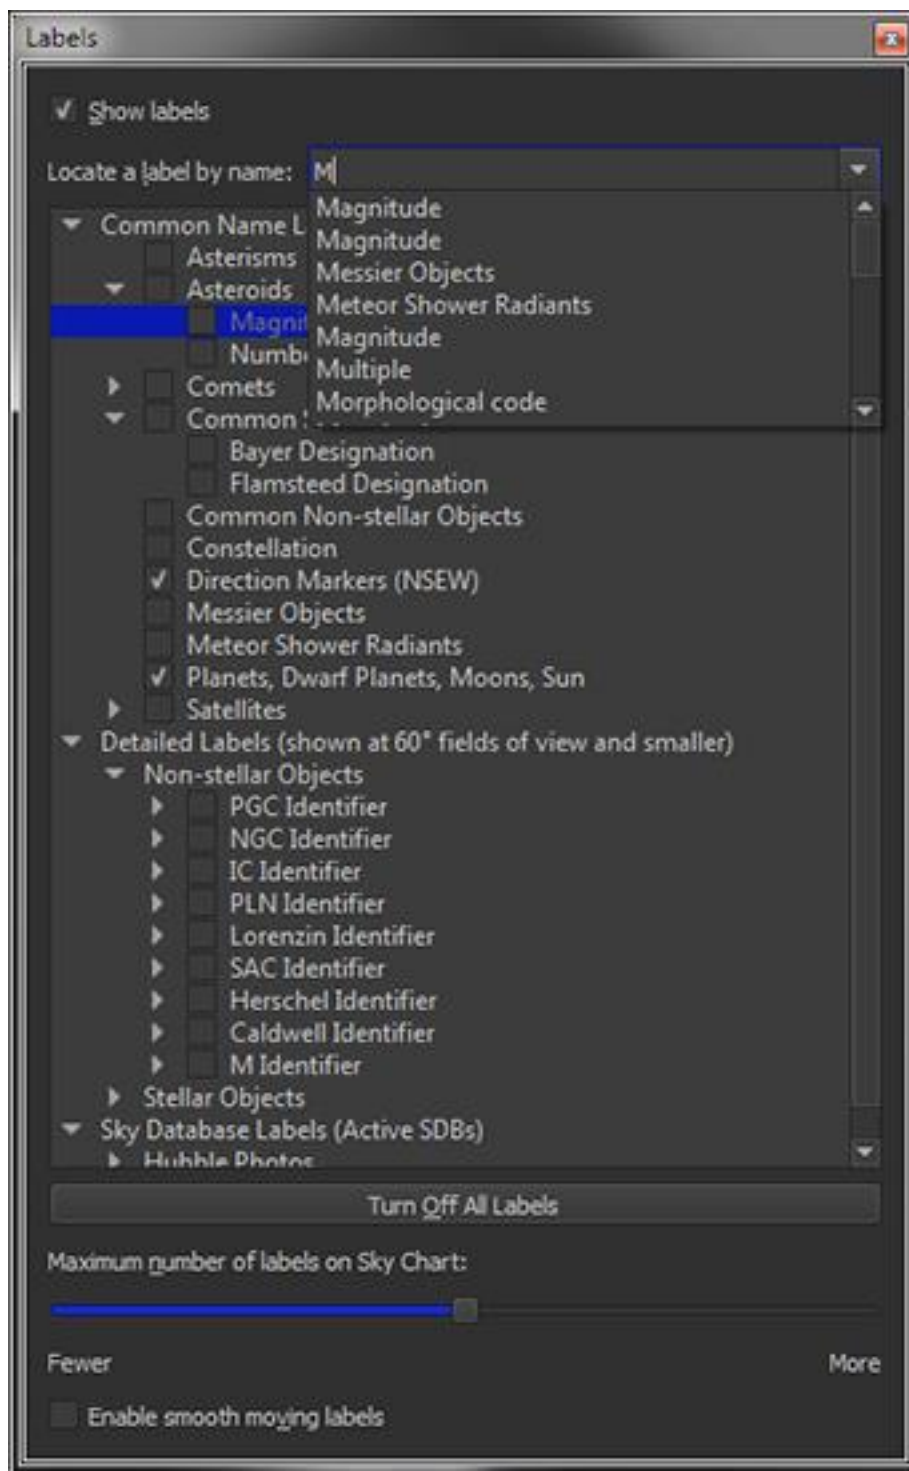 Labels
Show labels
Locate a label by name: M
Magnitude
Common Name L
Magnitude
Asterisms
Messier Objects
Asteroids
Meteor Shower Radiants
Magnit
Magnitude
Numbe
Multiple
Comets
Morphological code
Common
Bayer Designation
Flamsteed Designation
Common Non-stellar Objects
Constellation
Direction Markers (NSEW)
Messier Objects
Meteor Shower Radiants
Planets, Dwarf Planets, Moons, Sun
Satellites
Detailed Labels (shown at 60° fields of view and smaller)
Non-stellar Objects
PGC Identifier
NGC Identifier
IC Identifier
PLN Identifier
Lorenzin Identifier
SAC Identifier
Herschel Identifier
Caldwell Identifier
M Identifier
Stellar Objects
Sky Database Labels (Active SDBs)
Hubble Photos
Turn Off All Labels
Maximum number of labels on Sky Chart:
Fewer More
Enable smooth moving labels